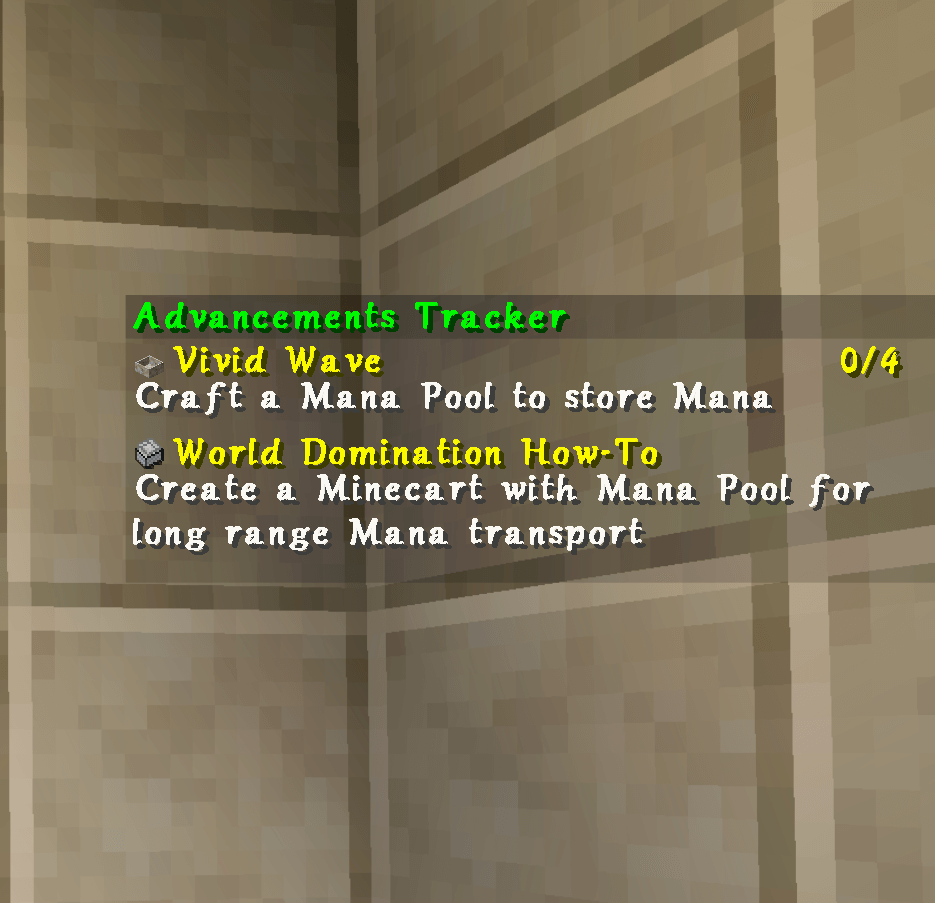 Advancements Tracker
Vivid Wave 0/4
Craft a Mana Pool to store Mana
World Domination How-To
Create a Minecart with Mana Pool for
long range Mana transport